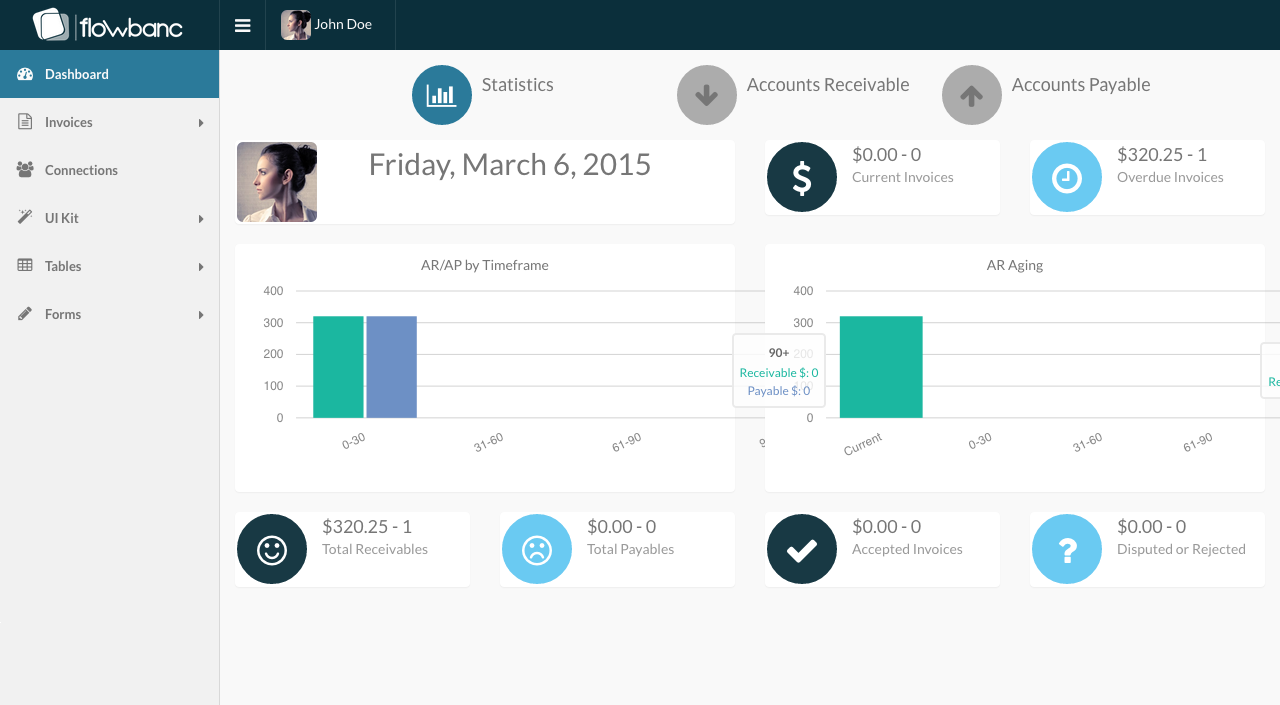 flowbanc
John Doe
Dashboard
Invoices
Connections
UI Kit
Tables
Forms
Statistics
Accounts Receivable
Accounts Payable
Friday, March 6, 2015
$
$0.00 - 0
Current Invoices
$320.25 - 1
Overdue Invoices
AR/AP by Timeframe
400
300
200
100
0
0-30
31-60
61-90
90+
Receivable $: 0
Payable $: 0
AR Aging
400
300
200
0
Current
0-30
31-60
61-90
Re
$320.25 - 1
Total Receivables
$0.00 - 0
Total Payables
$0.00 - 0
Accepted Invoices
?
$0.00 - 0
Disputed or Rejected